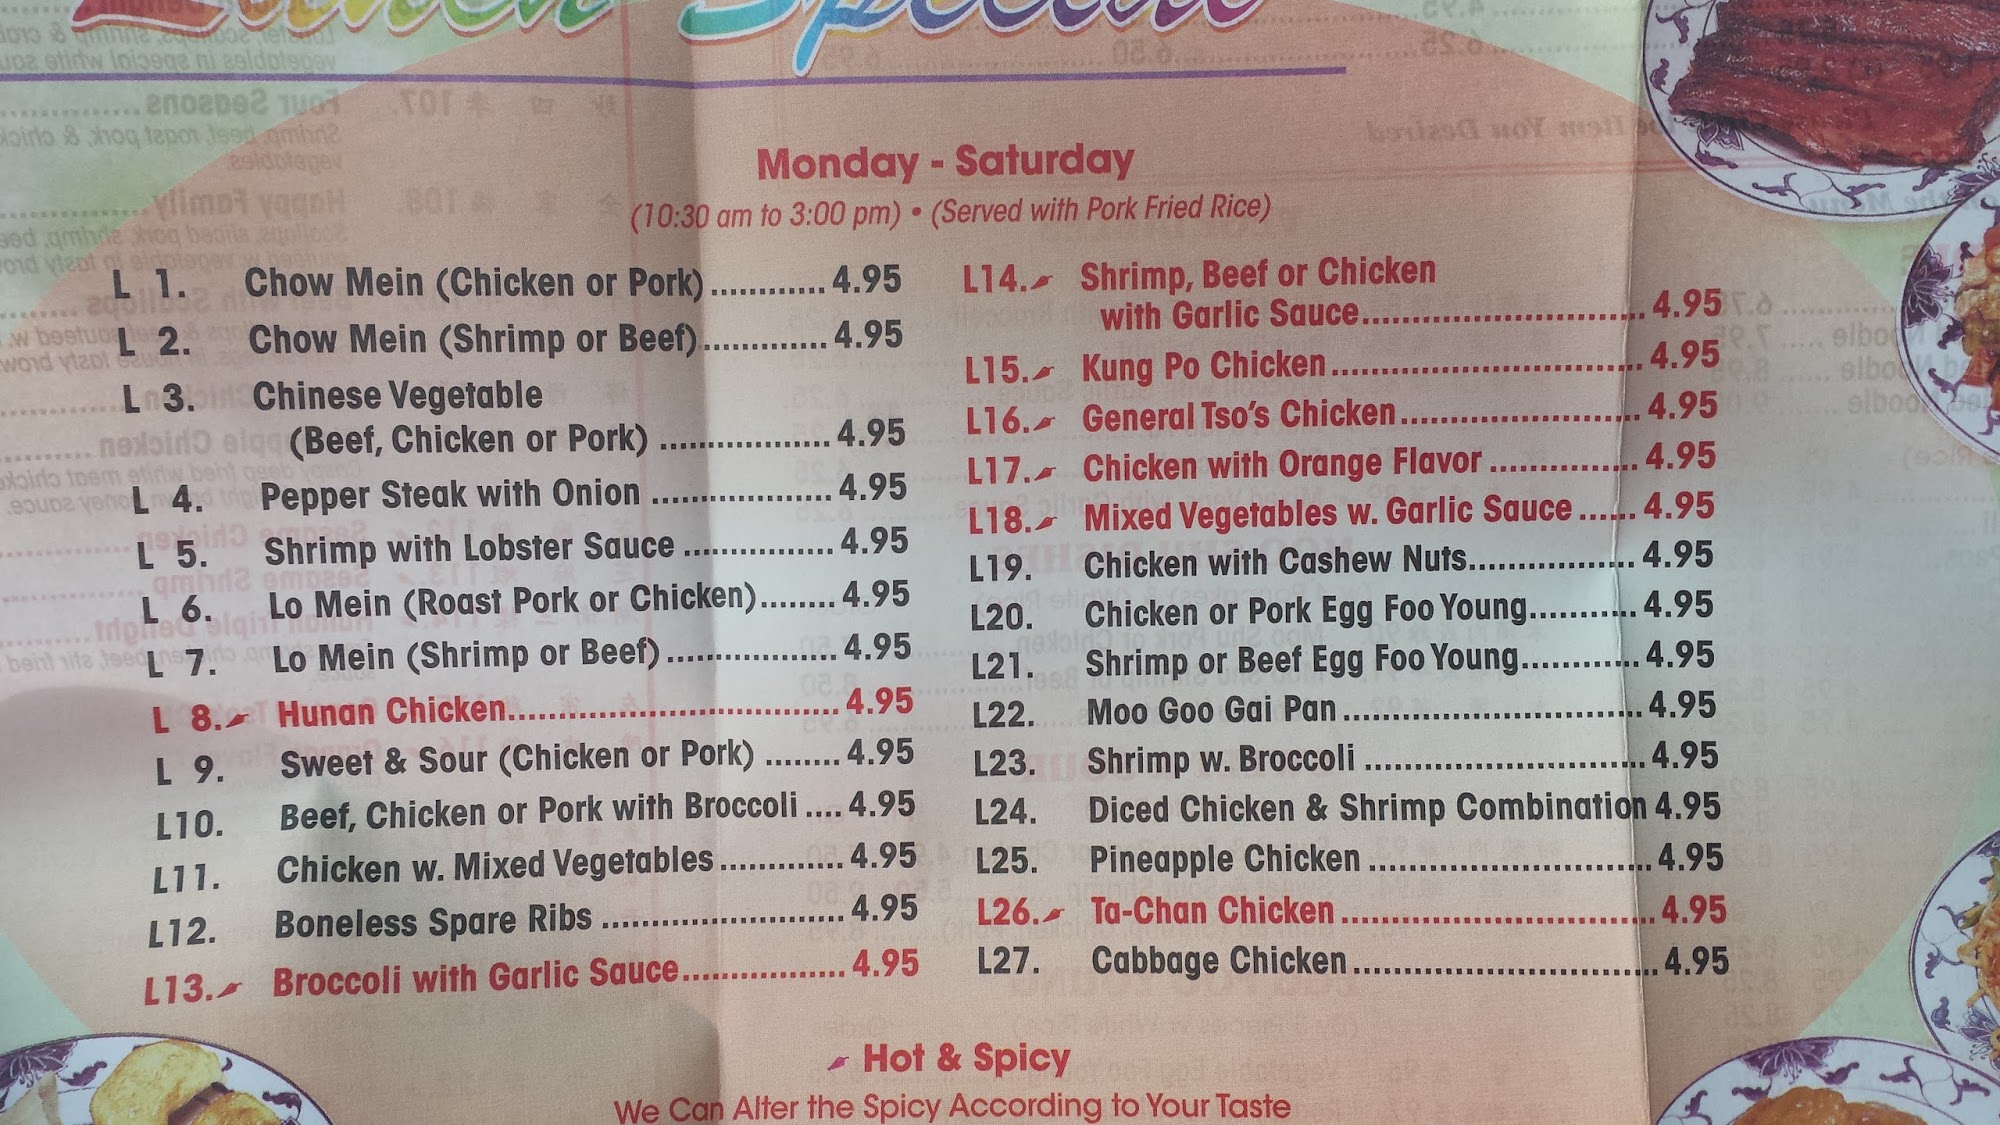 Lunch Special
Monday - Saturday
(10:30 am to 3:00 pm) • (Served with Pork Fried Rice)
L 1. Chow Mein (Chicken or Pork) ............ 4.95
L 2. Chow Mein (Shrimp or Beef) ............. 4.95
L 3. Chinese Vegetable
(Beef, Chicken or Pork) .................. 4.95
L 4. Pepper Steak with Onion ................... 4.95
L 5. Shrimp with Lobster Sauce ................ 4.95
L 6. Lo Mein (Roast Pork or Chicken)........ 4.95
L 7. Lo Mein (Shrimp or Beef).................. 4.95
L 8. Hunan Chicken................................... 4.95
L 9. Sweet & Sour (Chicken or Pork) ........ 4.95
L10. Beef, Chicken or Pork with Broccoli .... 4.95
L11. Chicken w. Mixed Vegetables............. 4.95
L12. Boneless Spare Ribs .......................... 4.95
L13. Broccoli with Garlic Sauce................. 4.95
L14. Shrimp, Beef or Chicken
with Garlic Sauce.............................. 4.95
L15. Kung Po Chicken................................. 4.95
L16. General Tso's Chicken......................... 4.95
L17. Chicken with Orange Flavor ................ 4.95
L18. Mixed Vegetables w. Garlic Sauce ...... 4.95
L19. Chicken with Cashew Nuts.................. 4.95
L20. Chicken or Pork Egg Foo Young........... 4.95
L21. Shrimp or Beef Egg Foo Young............ 4.95
L22. Moo Goo Gai Pan ................................ 4.95
L23. Shrimp w. Broccoli .............................. 4.95
L24. Diced Chicken & Shrimp Combination 4.95
L25. Pineapple Chicken ............................... 4.95
L26. Ta-Chan Chicken .................................. 4.95
L27. Cabbage Chicken................................. 4.95
Hot & Spicy
We Can Alter the Spicy According to Your Taste